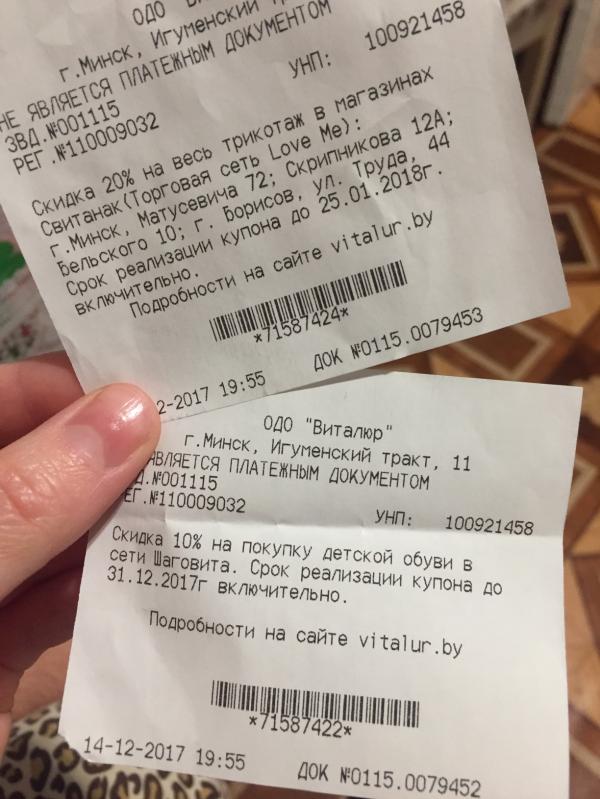 ОДО
г.Минск, Игуменский
НЕ ЯВЛЯЕТСЯ ПЛАТЕЖНЫМ ДОКУМЕНТОМ
ЗВД.№001115
УНП: 100921458
РЕГ.№110009032
Скидка 20% на весь трикотаж в магазинах
Свитанак(Торговая сеть Love Me):
г.Минск, Матусевича 72; Скрипникова 12А;
Бельского 10; г. Борисов, ул. Труда, 44
Срок реализации купона до 25.01.2018г.
включительно.
Подробности на сайте vitalur.by
*71587424*
2-2017 19:55
ДОК №0115.0079453
ОДО "Виталюр"
г.Минск, Игуменский тракт, 11
ЯВЛЯЕТСЯ ПЛАТЕЖНЫМ ДОКУМЕНТОМ
Д.№001115
ЕГ.№110009032
УНП: 100921458
Скидка 10% на покупку детской обуви в
сети Шаговита. Срок реализации купона до
31.12.2017г включительно.
Подробности на сайте vitalur.by
*71587422*
14-12-2017 19:55
ДОК №0115.0079452